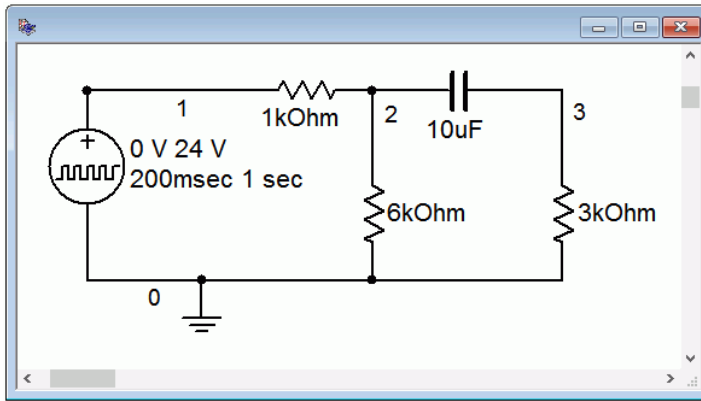 1
1kOhm
2
10uF
3
+
0 V 24 V
200msec 1 sec
6kOhm
3kOhm
0